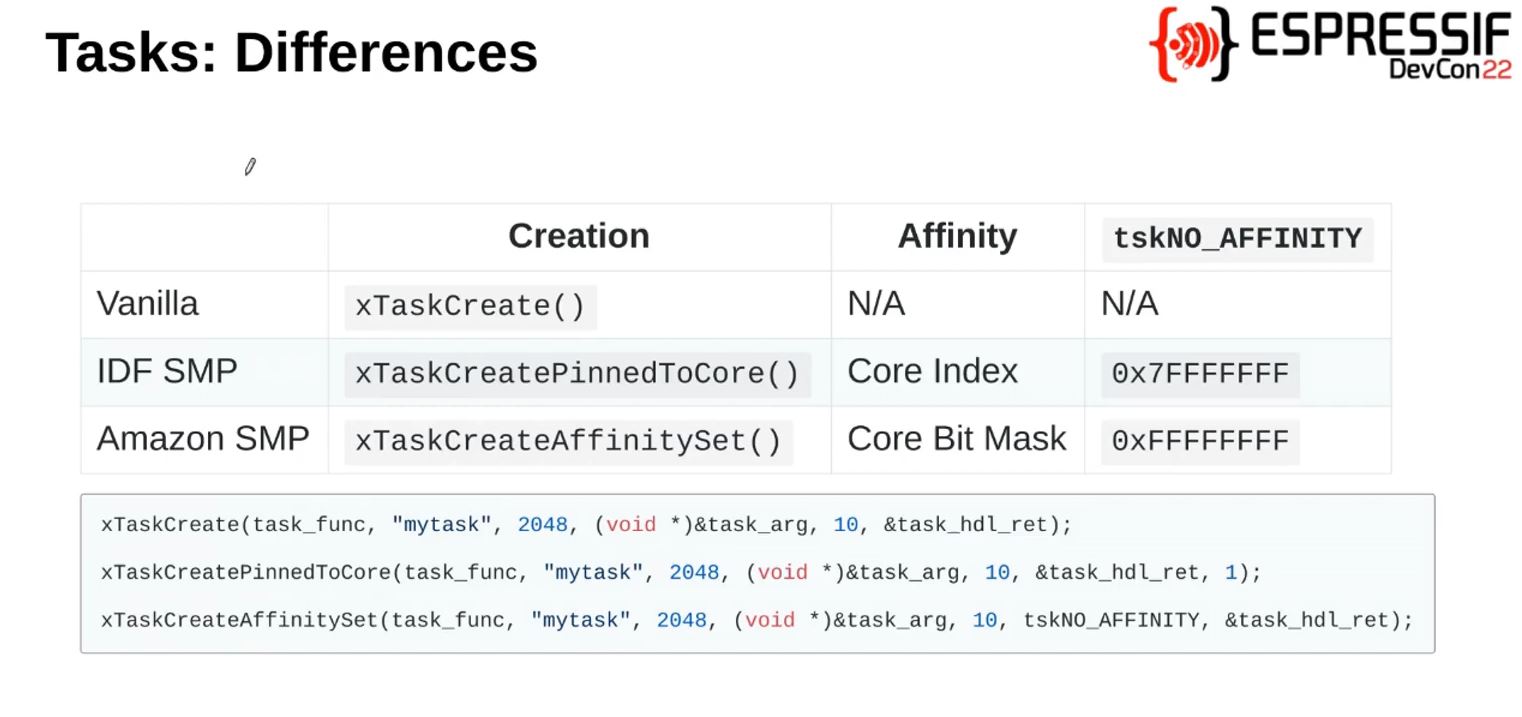 Tasks: Differences
ESPRESSIF
DevCon22
Creation Affinity tskNO_AFFINITY
Vanilla xTaskCreate() N/A N/A
IDF SMP xTaskCreatePinnedToCore() Core Index 0x7FFFFFFF
Amazon SMP xTaskCreateAffinitySet() Core Bit Mask 0xFFFFFFFF
xTaskCreate(task_func, "mytask", 2048, (void *)&task_arg, 10, &task_hdl_ret);
xTaskCreatePinnedToCore(task_func, "mytask", 2048, (void *)&task_arg, 10, &task_hdl_ret, 1);
xTaskCreateAffinitySet(task_func, "mytask", 2048, (void *)&task_arg, 10, tskNO_AFFINITY, &task_hdl_ret);